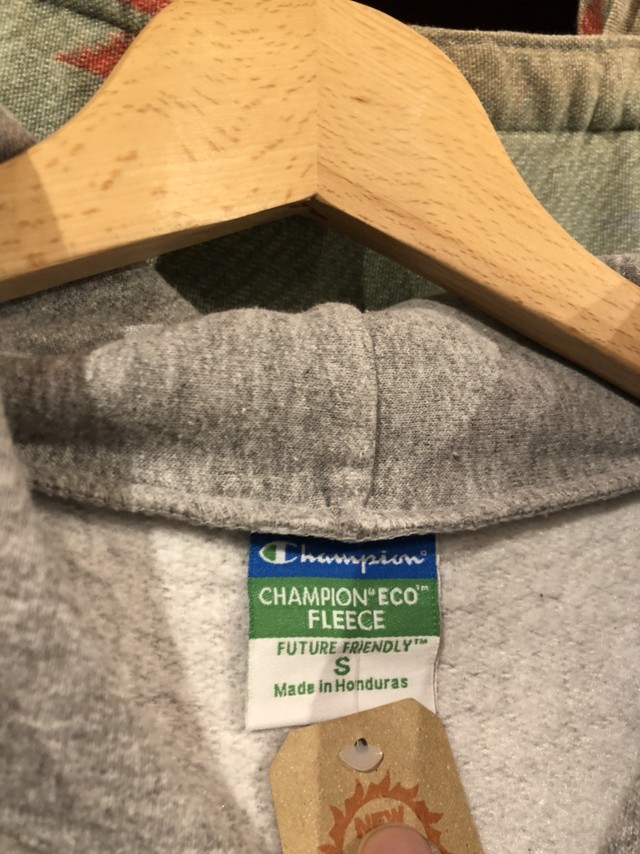 Champion®
CHAMPION® ECO™
FLEECE
FUTURE FRIENDLY™
S
Made in Honduras
NEW